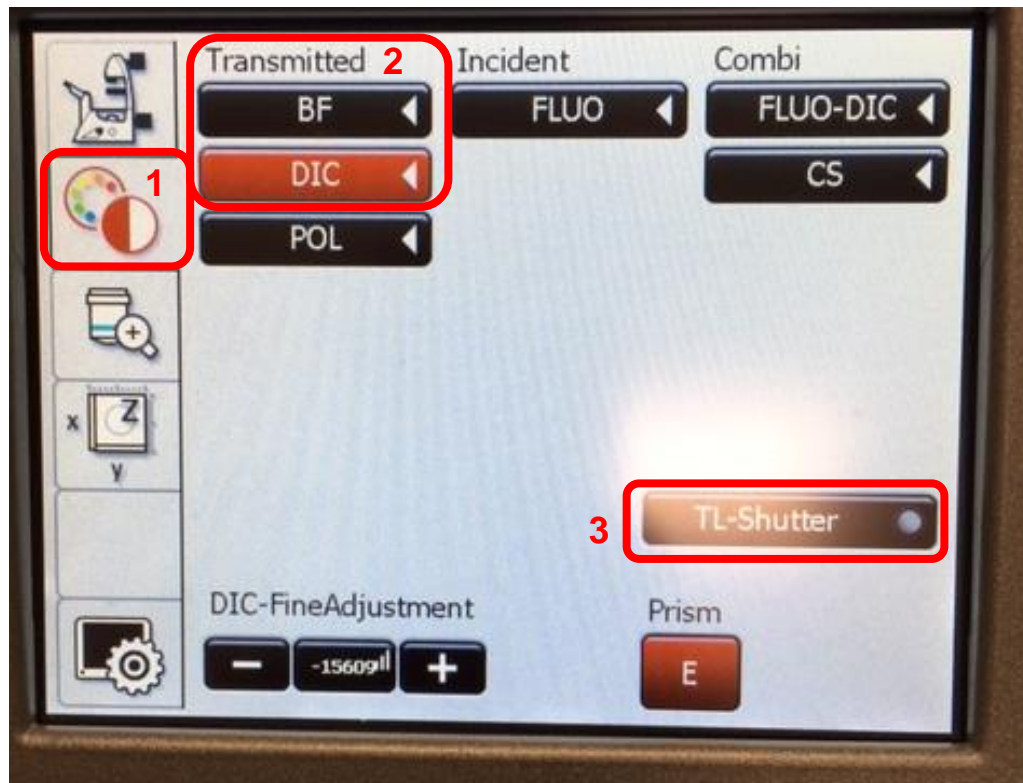 Transmitted 2 Incident Combi
BF FLUO FLUO-DIC
1 DIC CS
POL
x Z
y
3 TL-Shutter
DIC-FineAdjustment Prism
-15609 + E